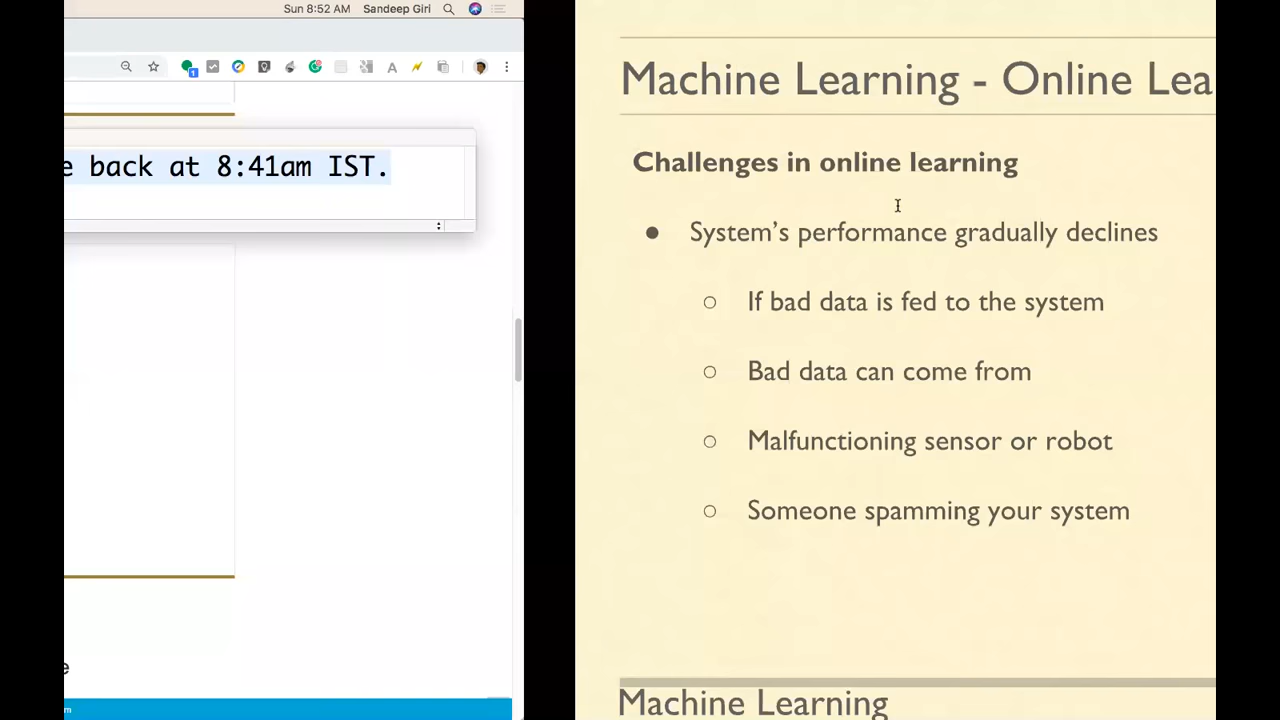 Sun 8:52 AM Sandeep Giri
e back at 8:41am IST.
e
m
Machine Learning - Online Lea
Challenges in online learning
● System's performance gradually declines
○ If bad data is fed to the system
○ Bad data can come from
○ Malfunctioning sensor or robot
○ Someone spamming your system
Machine Learning